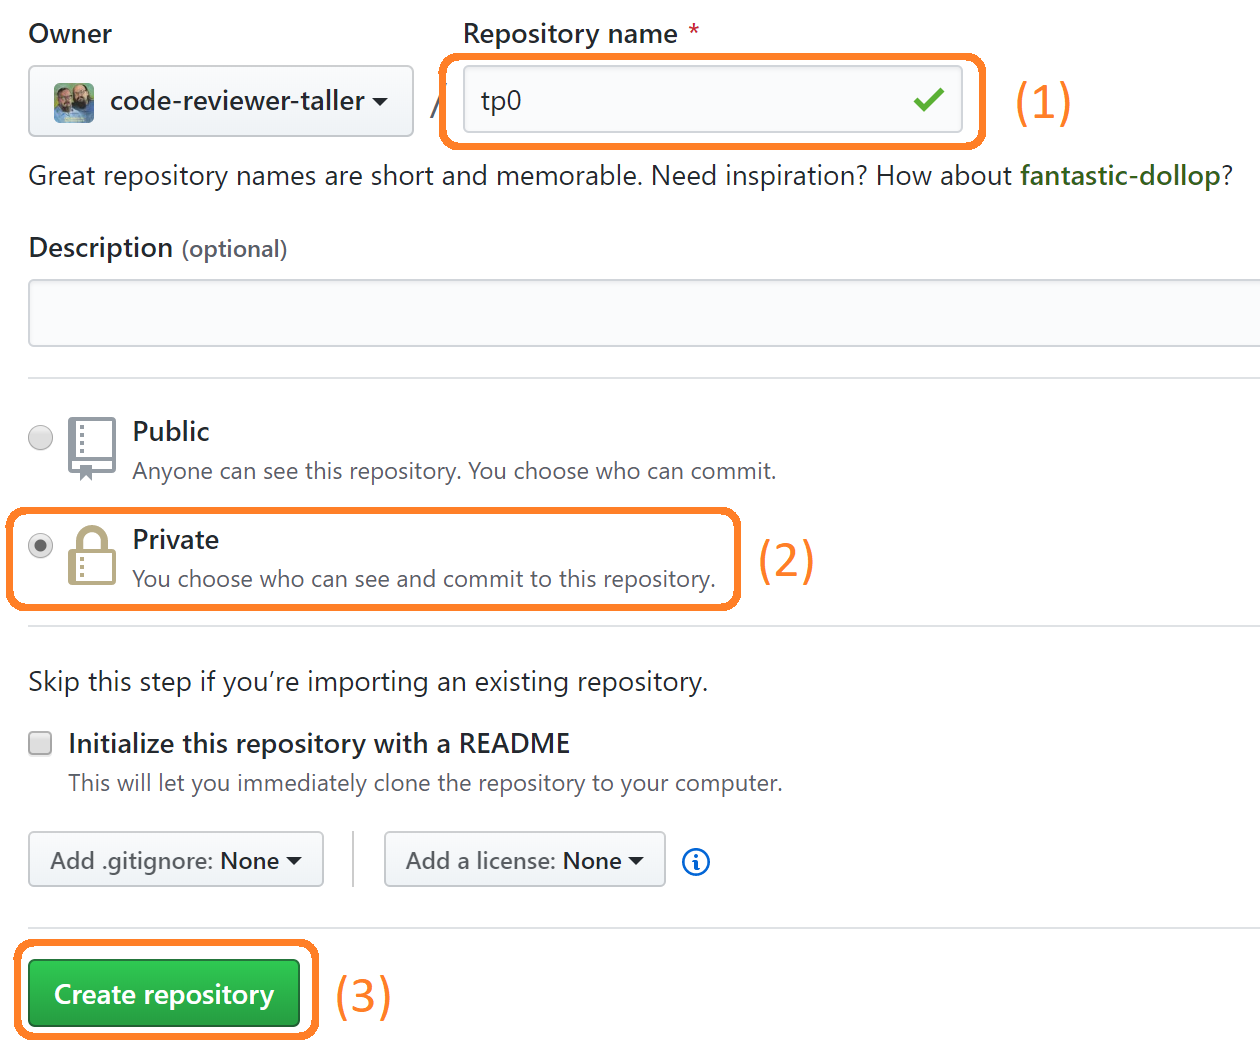 Owner
Repository name *
code-reviewer-taller
/
tp0
(1)
Great repository names are short and memorable. Need inspiration? How about fantastic-dollop?
Description (optional)
Public
Anyone can see this repository. You choose who can commit.
Private
You choose who can see and commit to this repository.
(2)
Skip this step if you’re importing an existing repository.
Initialize this repository with a README
This will let you immediately clone the repository to your computer.
Add .gitignore: None
Add a license: None
Create repository
(3)